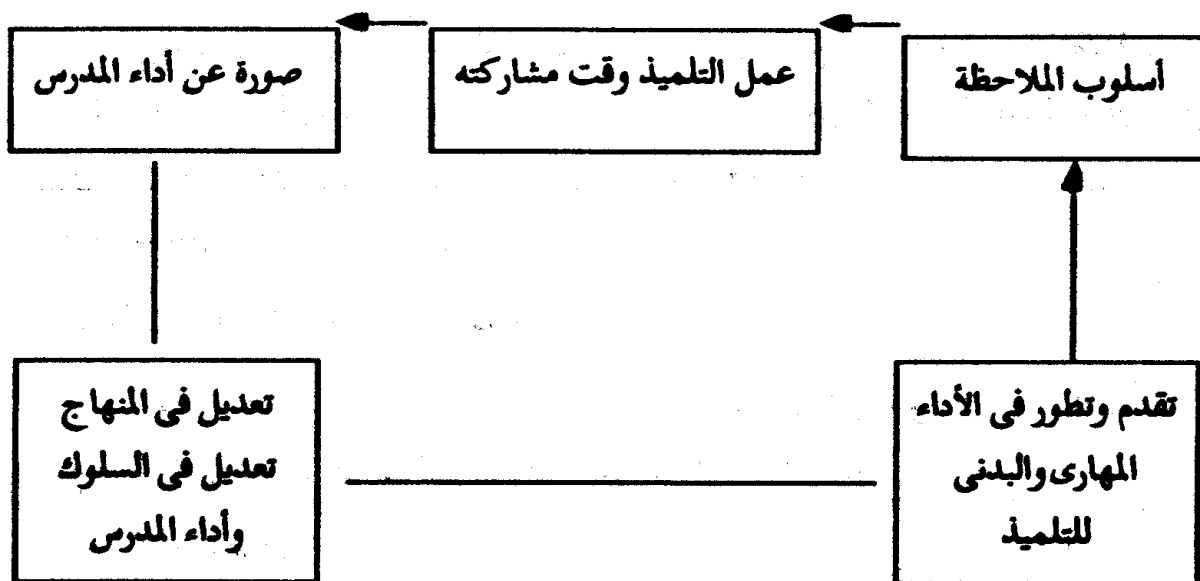 أسلوب الملاحظة
عمل التلميذ وقت مشاركته
صورة عن أداء المدرس
تعديل فى المنهاج
تعديل فى السلوك
وأداء المدرس
تقدم وتطور فى الأداء
المهارى والبدنى
للتلميذ